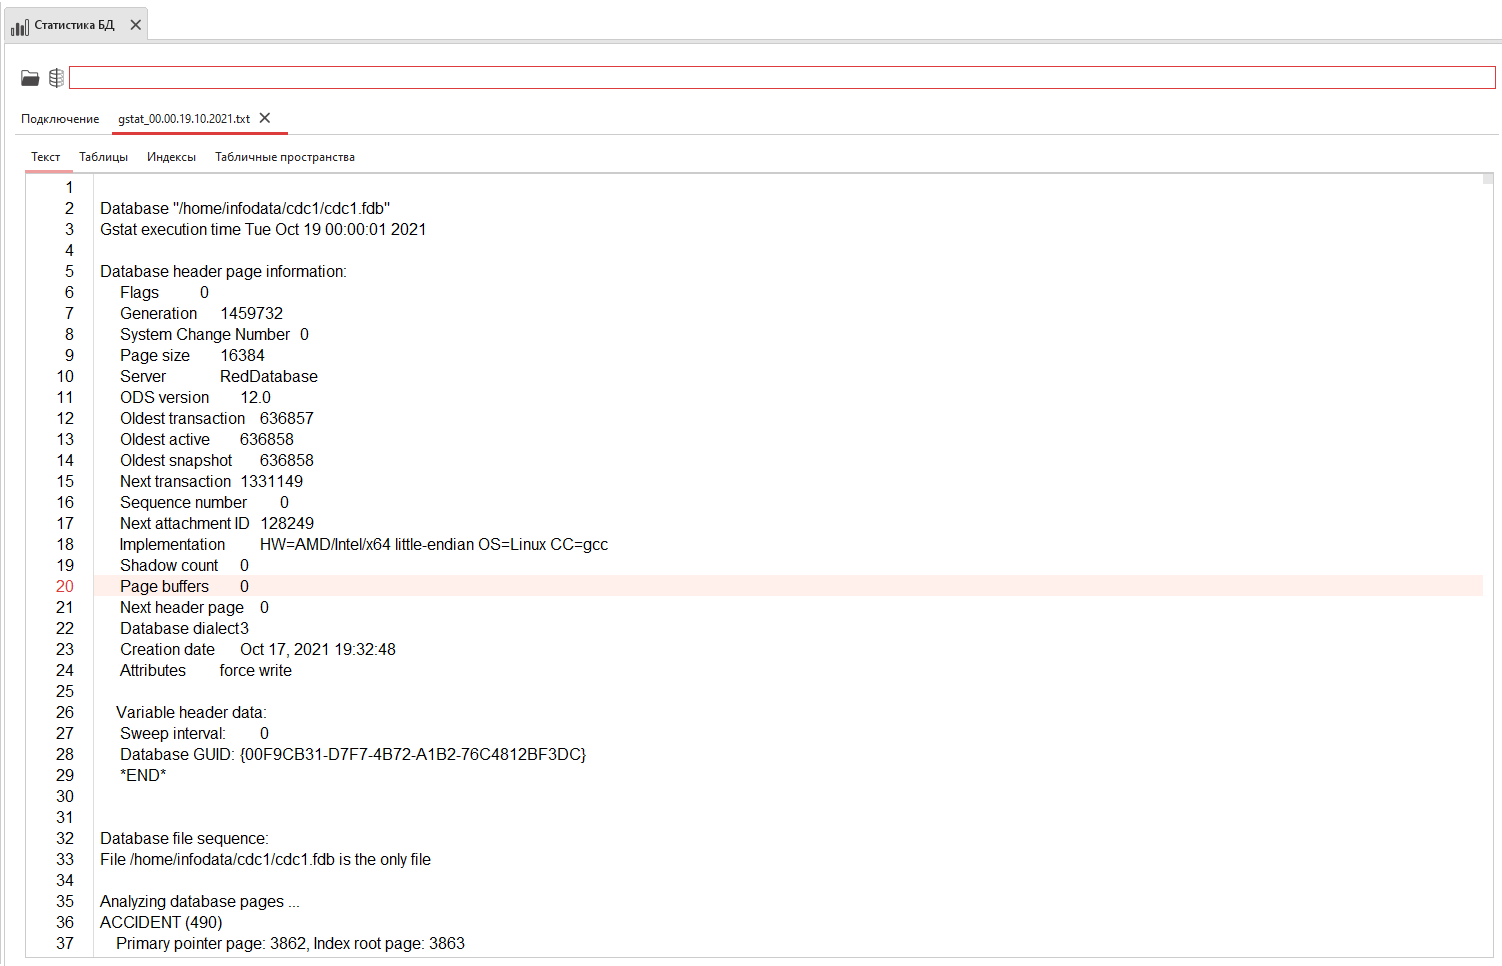 Статистика БД
Подключение gstat_00.00.19.10.2021.txt
Текст Таблицы Индексы Табличные пространства
1
2 Database "/home/infodata/cdc1/cdc1.fdb"
3 Gstat execution time Tue Oct 19 00:00:01 2021
4
5 Database header page information:
6 Flags 0
7 Generation 1459732
8 System Change Number 0
9 Page size 16384
10 Server RedDatabase
11 ODS version 12.0
12 Oldest transaction 636857
13 Oldest active 636858
14 Oldest snapshot 636858
15 Next transaction 1331149
16 Sequence number 0
17 Next attachment ID 128249
18 Implementation HW=AMD/Intel/x64 little-endian OS=Linux CC=gcc
19 Shadow count 0
20 Page buffers 0
21 Next header page 0
22 Database dialect 3
23 Creation date Oct 17, 2021 19:32:48
24 Attributes force write
25
26 Variable header data:
27 Sweep interval: 0
28 Database GUID: {00F9CB31-D7F7-4B72-A1B2-76C4812BF3DC}
29 *END*
30
31
32 Database file sequence:
33 File /home/infodata/cdc1/cdc1.fdb is the only file
34
35 Analyzing database pages ...
36 ACCIDENT (490)
37 Primary pointer page: 3862, Index root page: 3863